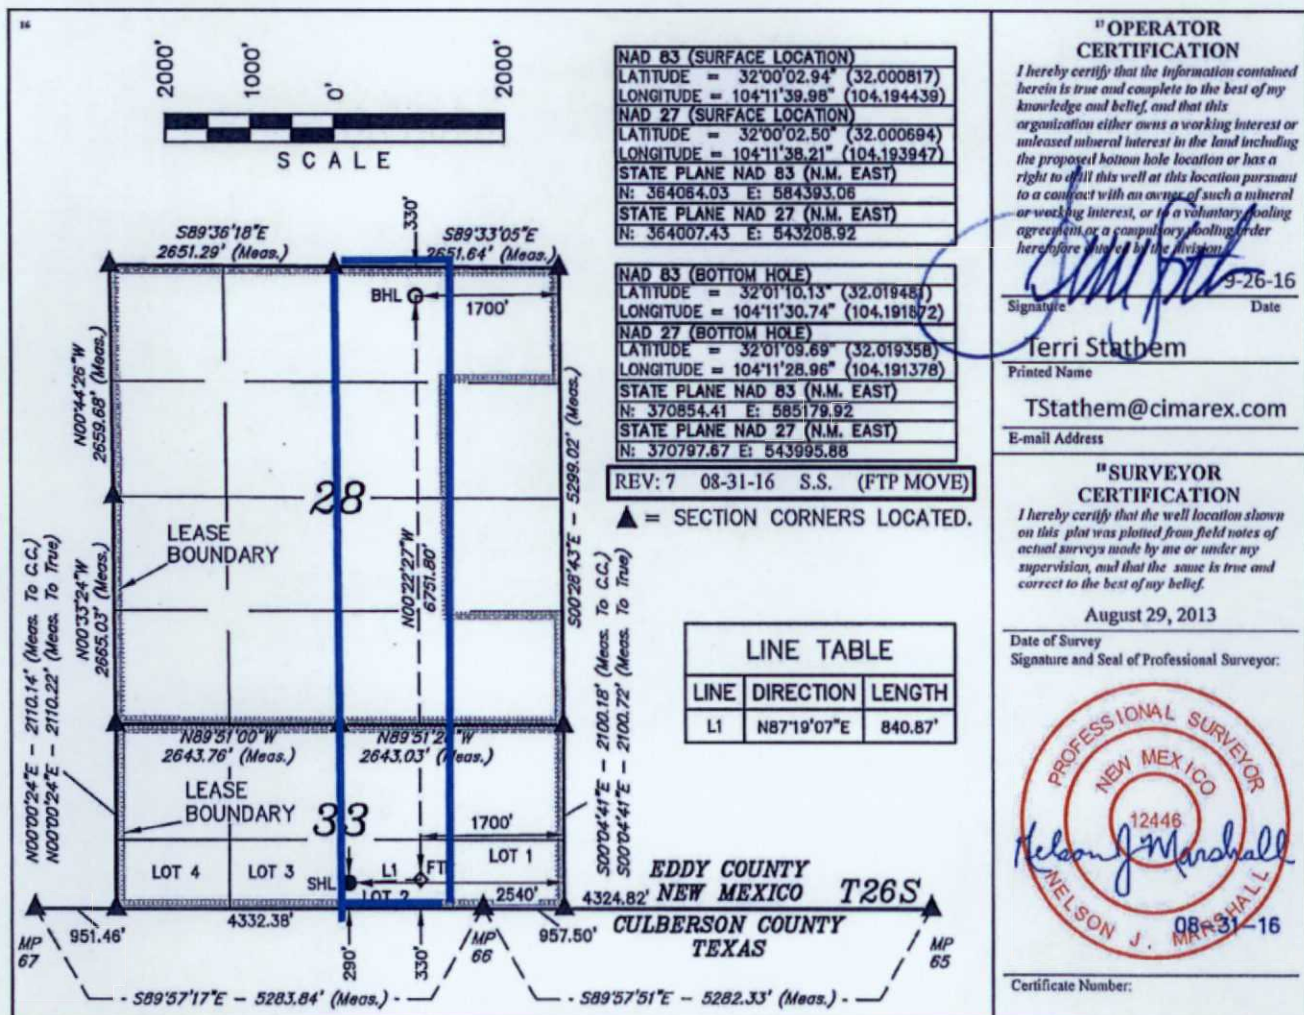 16
2000'
1000'
0'
2000'
SCALE
S89°36'18"E
2651.29' (Meas.)
330'
S89°33'05"E
2651.64' (Meas.)
BHL
1700'
N00°44'26"W
2659.68' (Meas.)
28
LEASE
BOUNDARY
N00°22'27"W
6751.80'
S00°28'43"E - 5299.02' (Meas.)
N00°33'24"W
2665.03' (Meas.)
N00°00'24"E - 2110.14' (Meas. To C.C.)
N00°00'24"E - 2110.22' (Meas. To True)
N89°51'00"W
2643.76' (Meas.)
N89°51'2 "W
2643.03' (Meas.)
LEASE
BOUNDARY
33
1700'
S00°04'41"E - 2100.18' (Meas. To C.C.)
S00°04'41"E - 2100.72' (Meas. To True)
LOT 4
LOT 3
SHL
L1
FT
LOT 1
LOT 2
2540'
4324.82'
EDDY COUNTY
NEW MEXICO
T26S
CULBERSON COUNTY
TEXAS
951.46'
4332.38'
957.50'
MP
67
MP
66
MP
65
290'
330'
S89°57'17"E - 5283.84' (Meas.)
S89°57'51"E - 5282.33' (Meas.)
NAD 83 (SURFACE LOCATION)
LATITUDE = 32°00'02.94" (32.000817)
LONGITUDE = 104°11'39.98" (104.194439)
NAD 27 (SURFACE LOCATION)
LATITUDE = 32°00'02.50" (32.000694)
LONGITUDE = 104°11'38.21" (104.193947)
STATE PLANE NAD 83 (N.M. EAST)
N: 364064.03 E: 584393.06
STATE PLANE NAD 27 (N.M. EAST)
N: 364007.43 E: 543208.92
NAD 83 (BOTTOM HOLE)
LATITUDE = 32°01'10.13" (32.019481)
LONGITUDE = 104°11'30.74" (104.191872)
NAD 27 (BOTTOM HOLE)
LATITUDE = 32°01'09.69" (32.019358)
LONGITUDE = 104°11'28.96" (104.191378)
STATE PLANE NAD 83 (N.M. EAST)
N: 370854.41 E: 585179.92
STATE PLANE NAD 27 (N.M. EAST)
N: 370797.67 E: 543995.88
REV: 7 08-31-16 S.S. (FTP MOVE)
▲ = SECTION CORNERS LOCATED.
LINE TABLE
LINE DIRECTION LENGTH
L1 N87°19'07"E 840.87'
17 OPERATOR
CERTIFICATION
I hereby certify that the information contained
herein is true and complete to the best of my
knowledge and belief, and that this
organization either owns a working interest or
unleased mineral interest in the land including
the proposed bottom hole location or has a
right to drill this well at this location pursuant
to a contract with an owner of such a mineral
or working interest, or to a voluntary pooling
agreement or a compulsory pooling order
heretofore entered by the division.
9-26-16
Signature Date
Terri Stathem
Printed Name
TStathem@cimarex.com
E-mail Address
18 SURVEYOR
CERTIFICATION
I hereby certify that the well location shown
on this plat was plotted from field notes of
actual surveys made by me or under my
supervision, and that the same is true and
correct to the best of my belief.
August 29, 2013
Date of Survey
Signature and Seal of Professional Surveyor:
PROFESSIONAL SURVEYOR
NEW MEXICO
12446
Nelson J. Marshall
NELSON J. MARSHALL
08-31-16
Certificate Number: